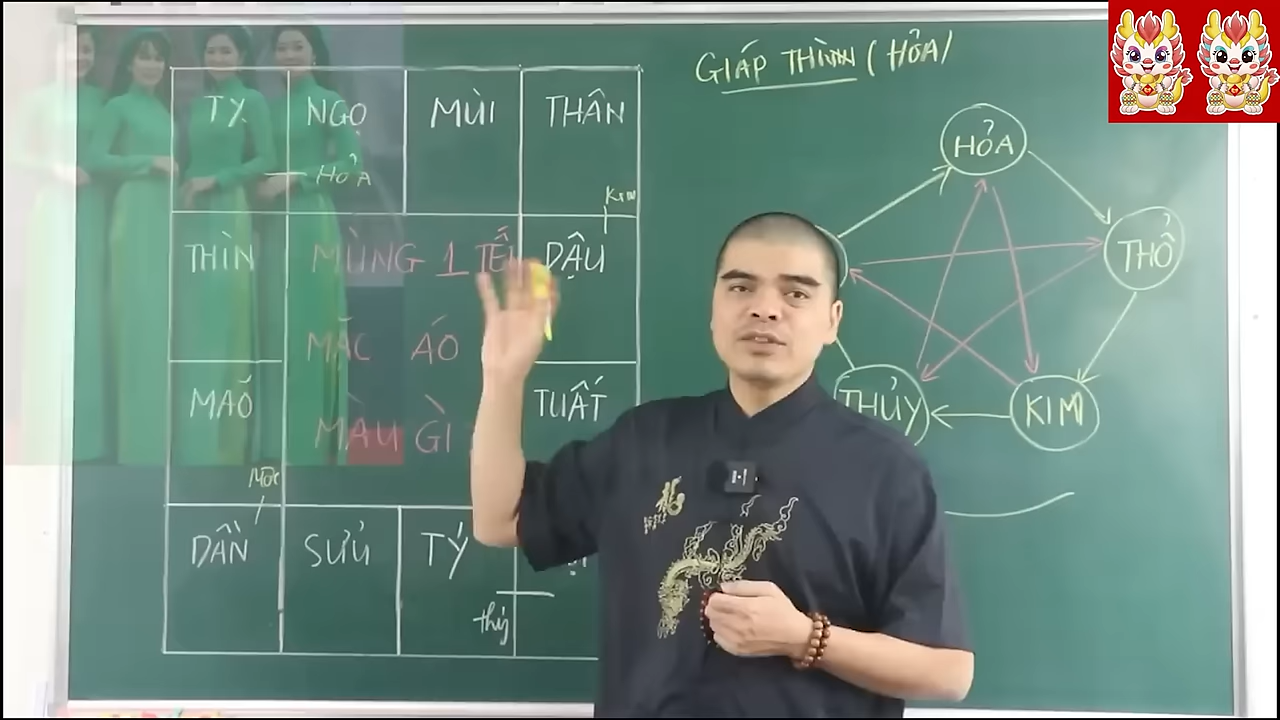 GIÁP THÌN (HỎA)
TỴ NGỌ MÙI THÂN
HỎA
KIM
THÌN MÙNG 1 TẾT DẬU
MẶC ÁO
MÃO MÀU GÌ TUẤT
MỘC
DẦN SỬU TÝ
thủy
HỎA
THỔ
THỦY
KIM